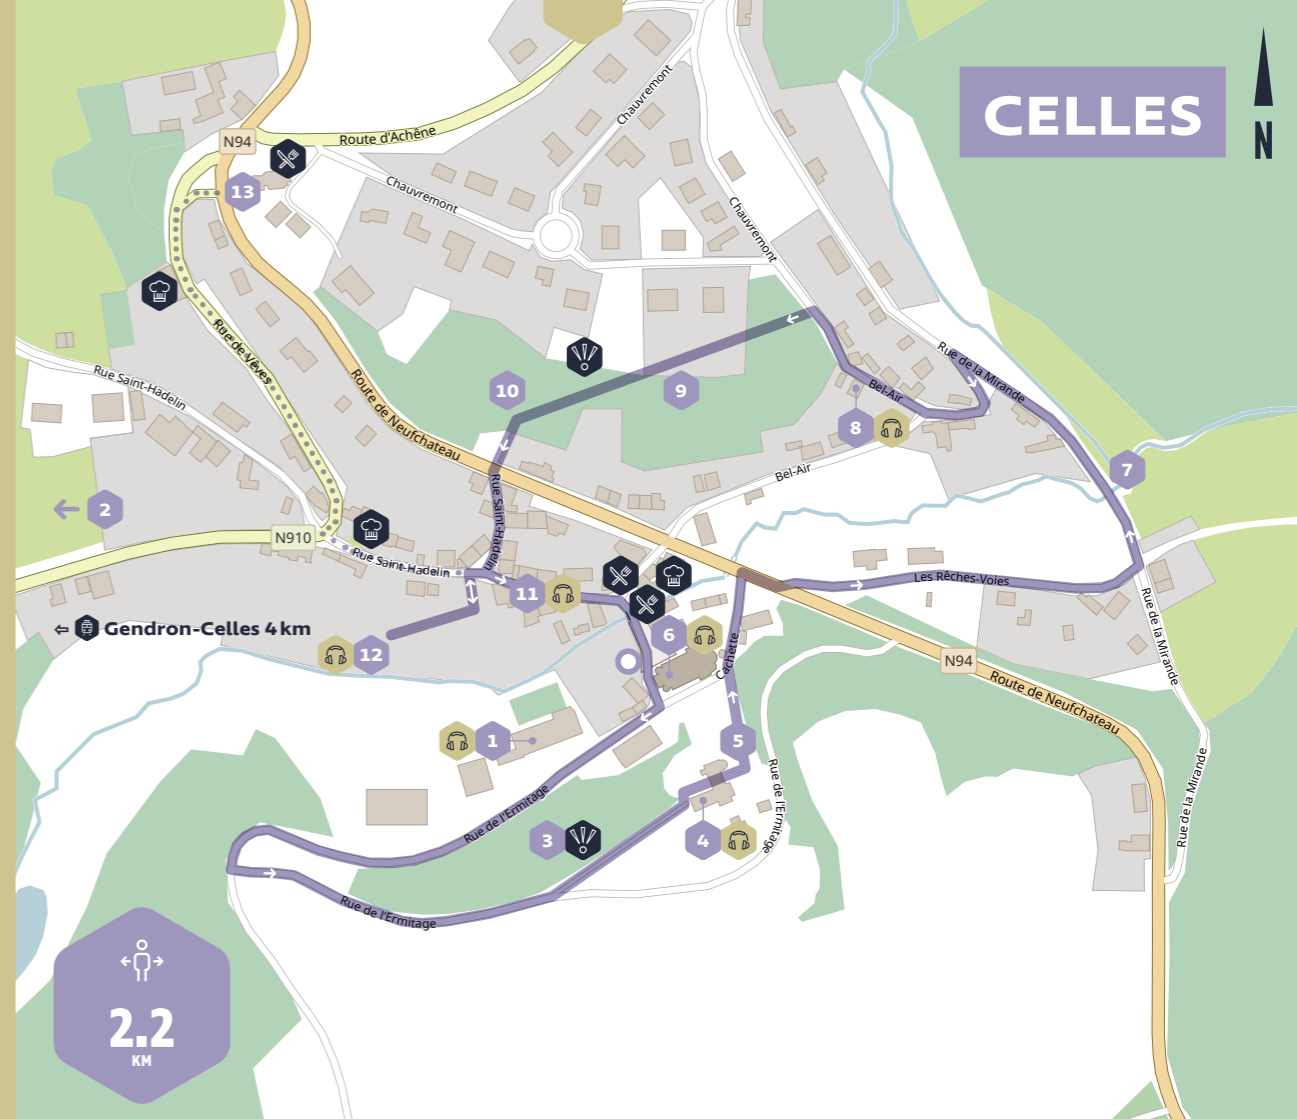 CELLES
N
N94
Route d'Achêne
Chauvremont
Chauvremont
Chauvremont
13
Rue de Vêves
Rue Saint-Hadelin
Route de Neufchateau
10
9
8
Bel-Air
Rue de la Mirande
7
Bel-Air
2
N910
Rue Saint-Hadelin
Rue Saint-Hadelin
11
Les Rêches-Voies
Gendron-Celles 4 km
12
6
Cachette
N94
Route de Neufchateau
Rue de la Mirande
Rue de la Mirande
1
5
Rue de l'Ermitage
Rue de l'Ermitage
3
4
Rue de l'Ermitage
2.2
KM